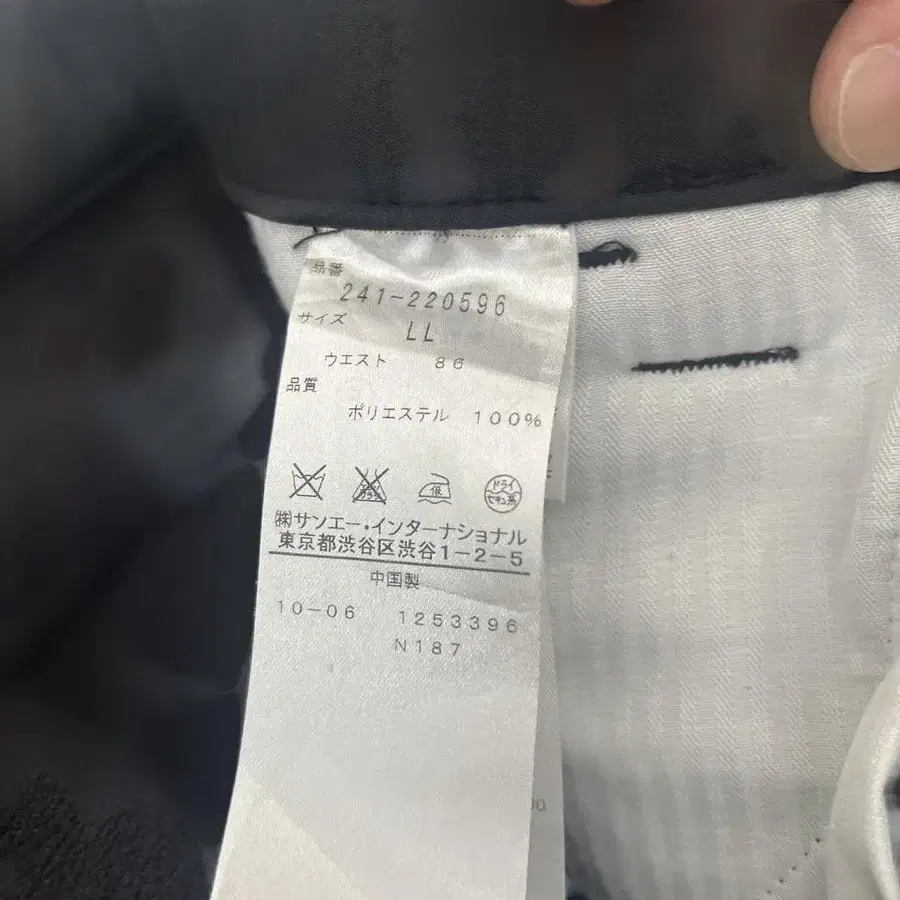 品番
241-220596
サイズ
LL
ウエスト 86
品質
ポリエステル 100%
低
ドライ
セキユ系
㈱サンエー・インターナショナル
東京都渋谷区渋谷1-2-5
中国製
10-06 1253396
N187